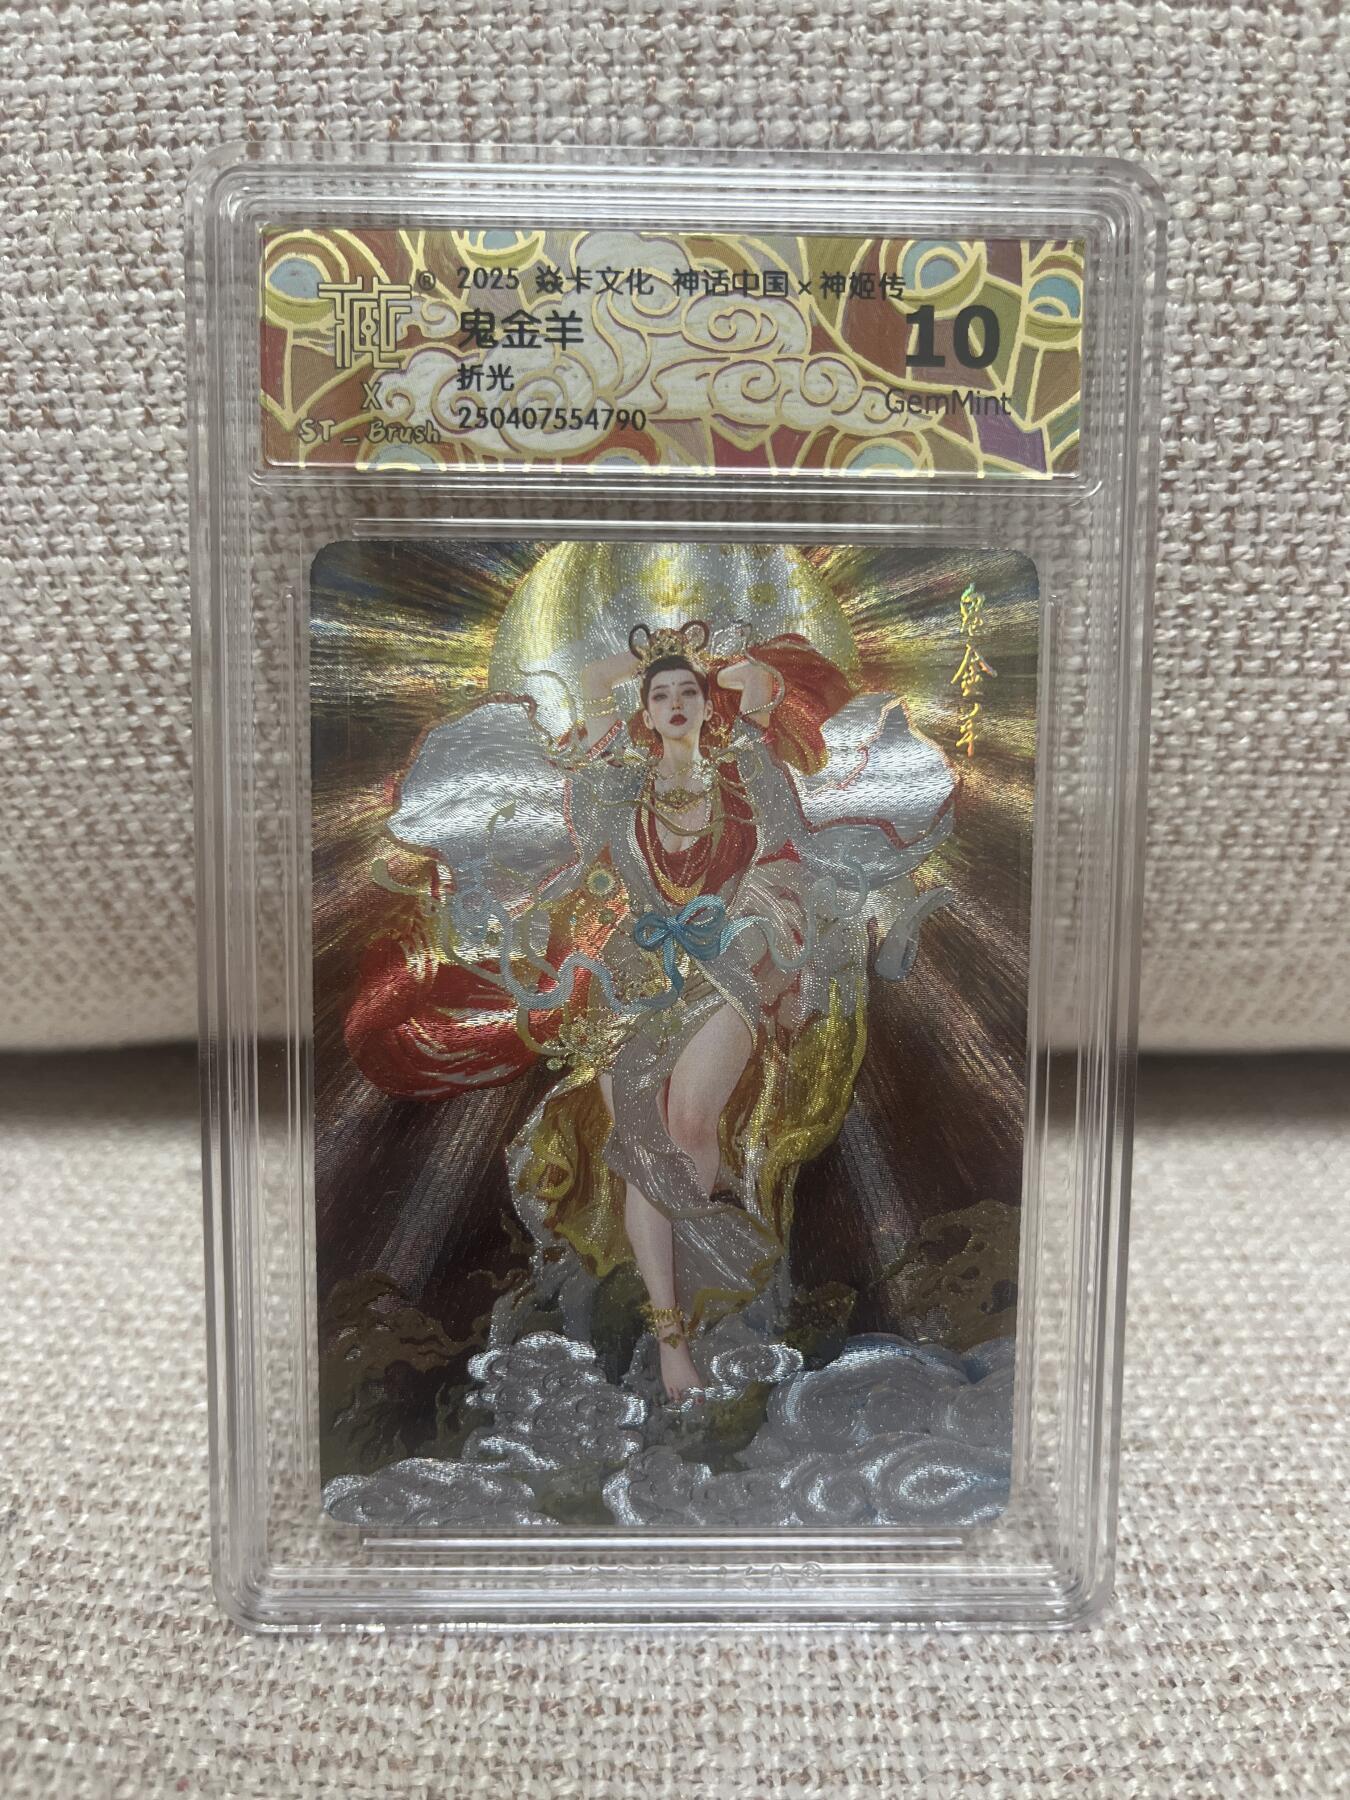 藏®
2025 焱卡文化 神话中国 x 神姬传
鬼金羊
折光
250407554790
10
GemMint
X
ST_Brush
鬼金羊